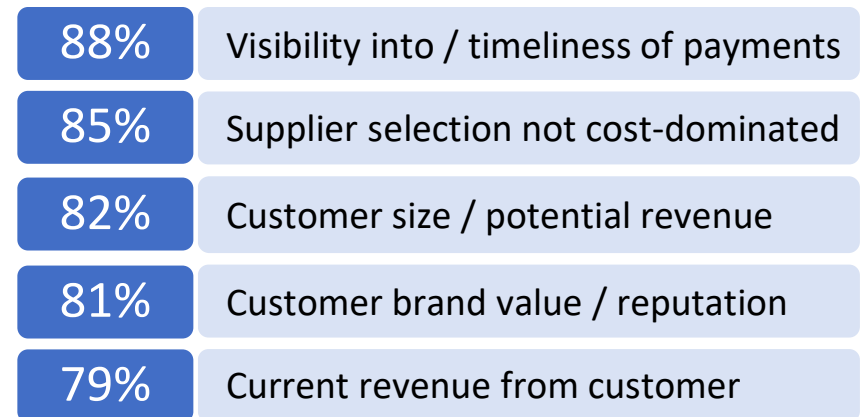 88% Visibility into / timeliness of payments
85% Supplier selection not cost-dominated
82% Customer size / potential revenue
81% Customer brand value / reputation
79% Current revenue from customer